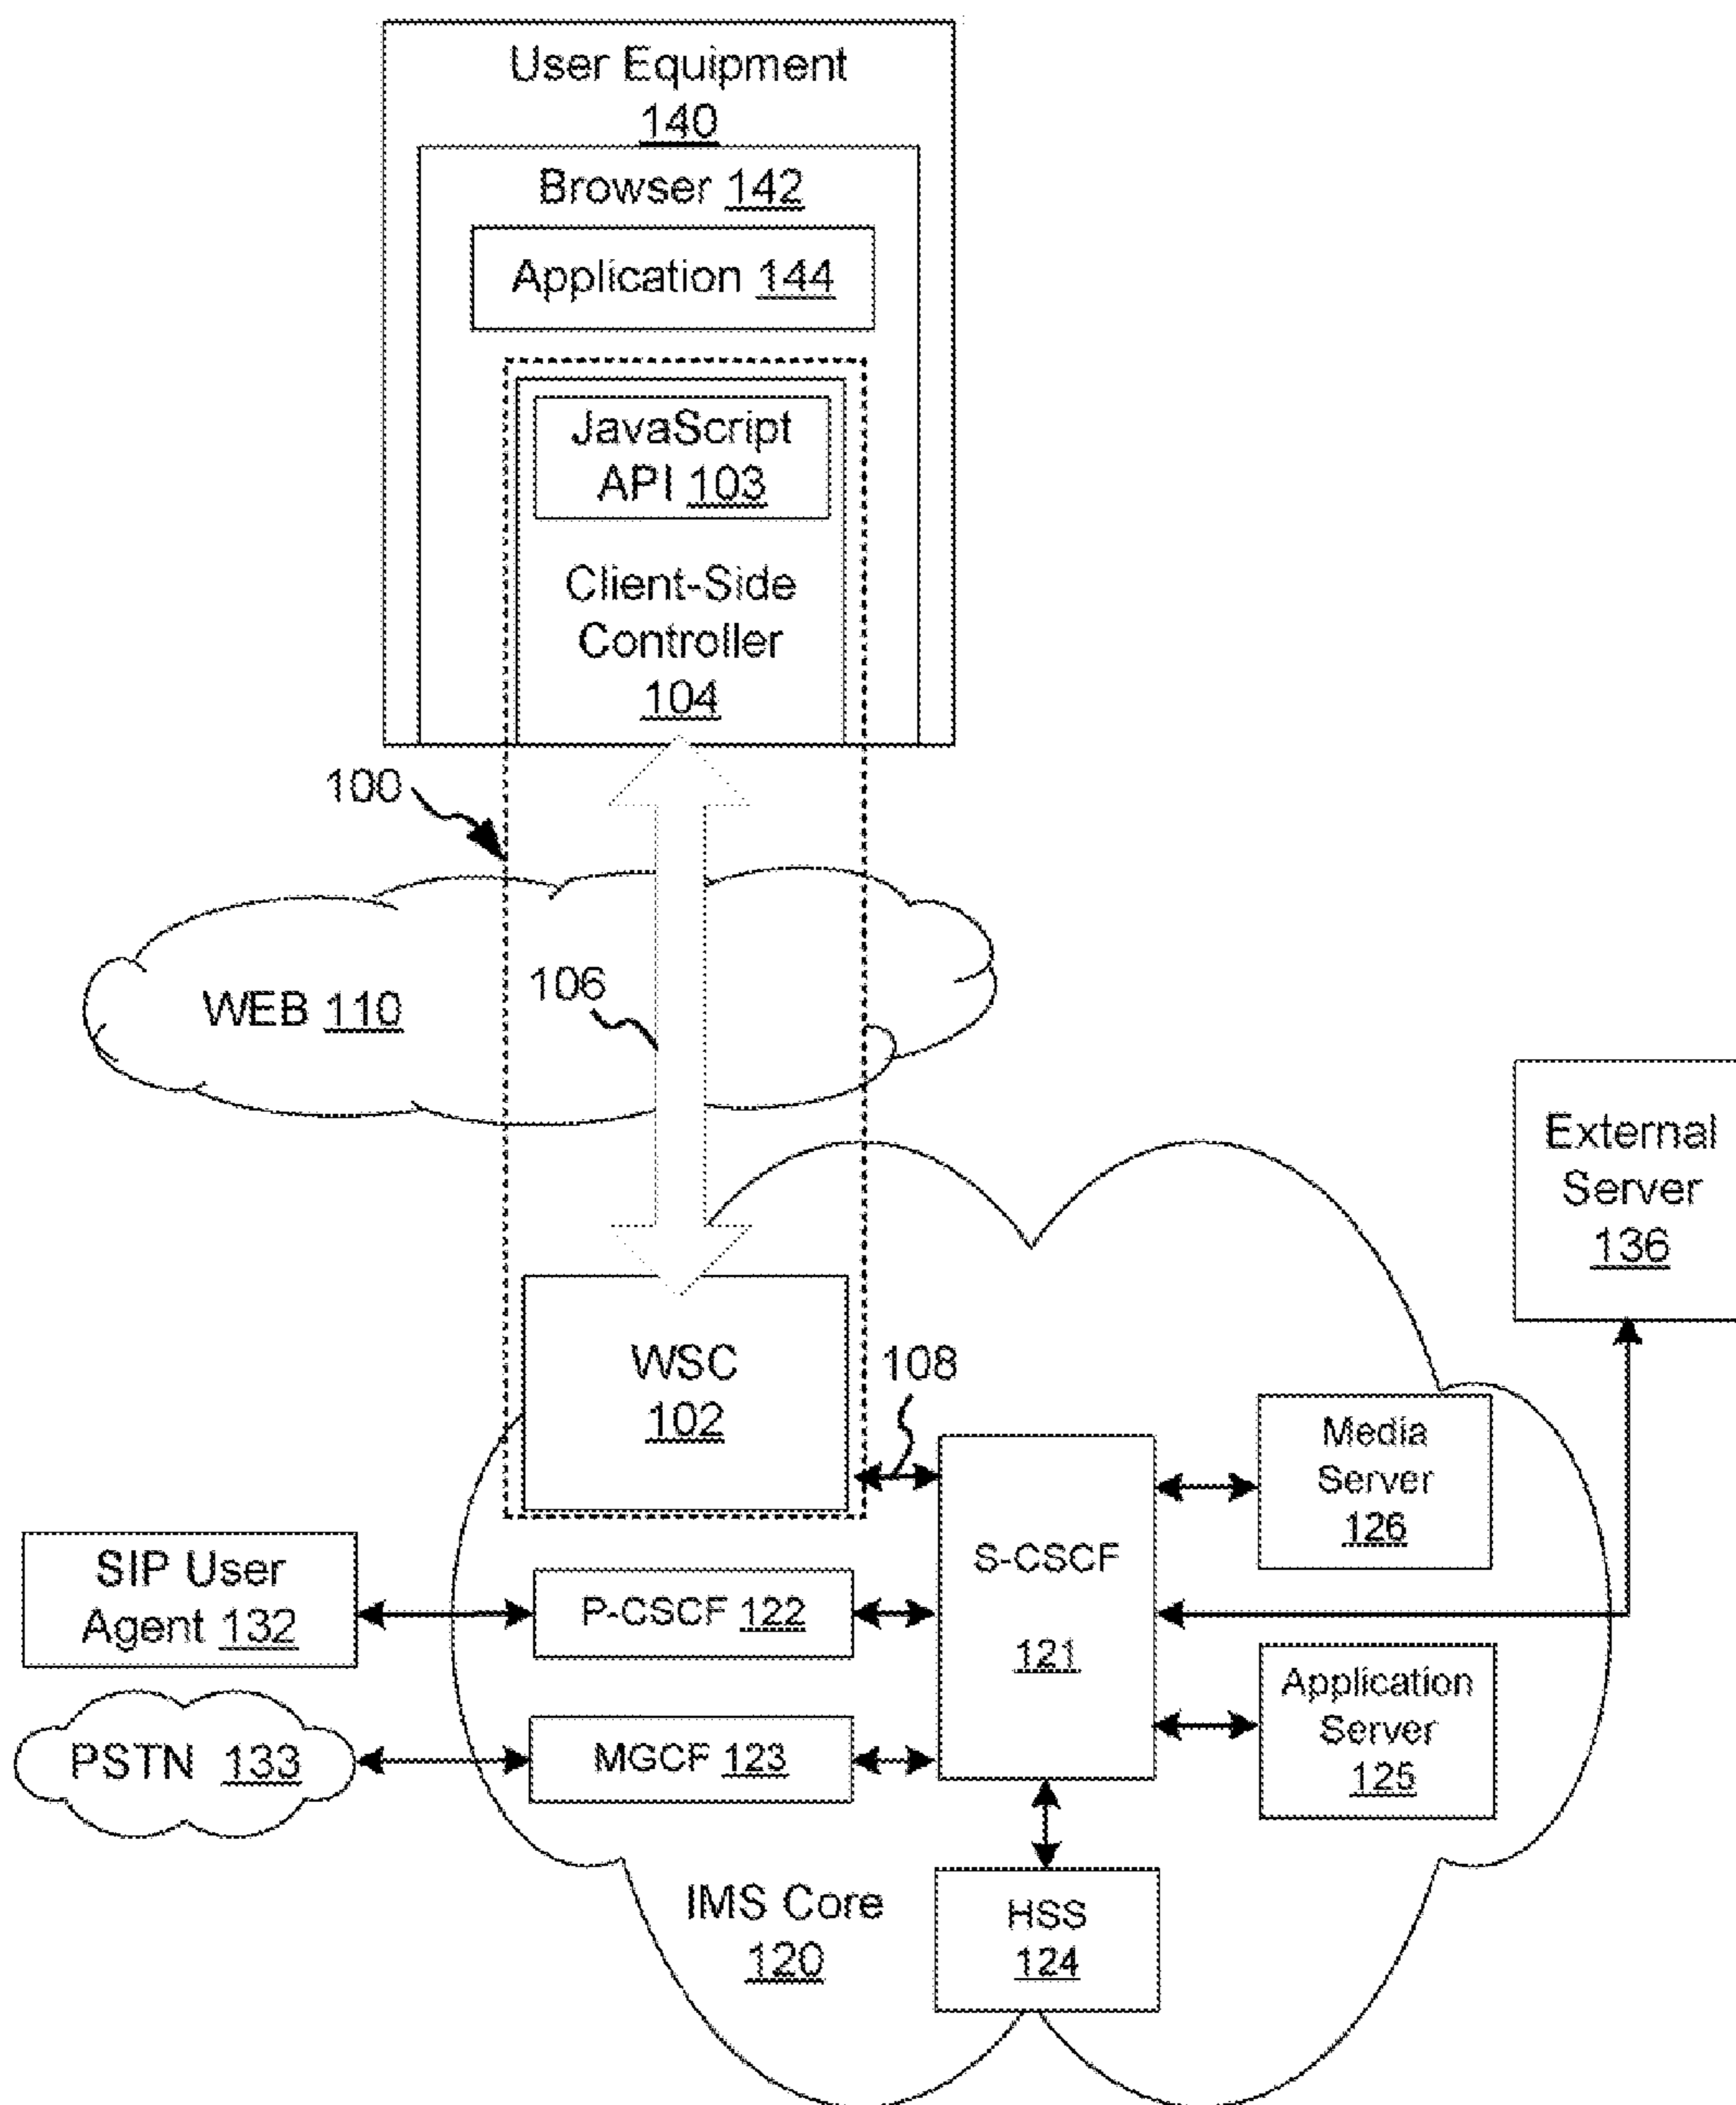 User Equipment
140
Browser 142
Application 144
JavaScript
API 103
Client-Side
Controller
104
100
106
WEB 110
External
Server
136
WSC
102
108
Media
Server
126
S-CSCF
121
SIP User
Agent 132
P-CSCF 122
Application
Server
125
PSTN 133
MGCF 123
IMS Core
120
HSS
124